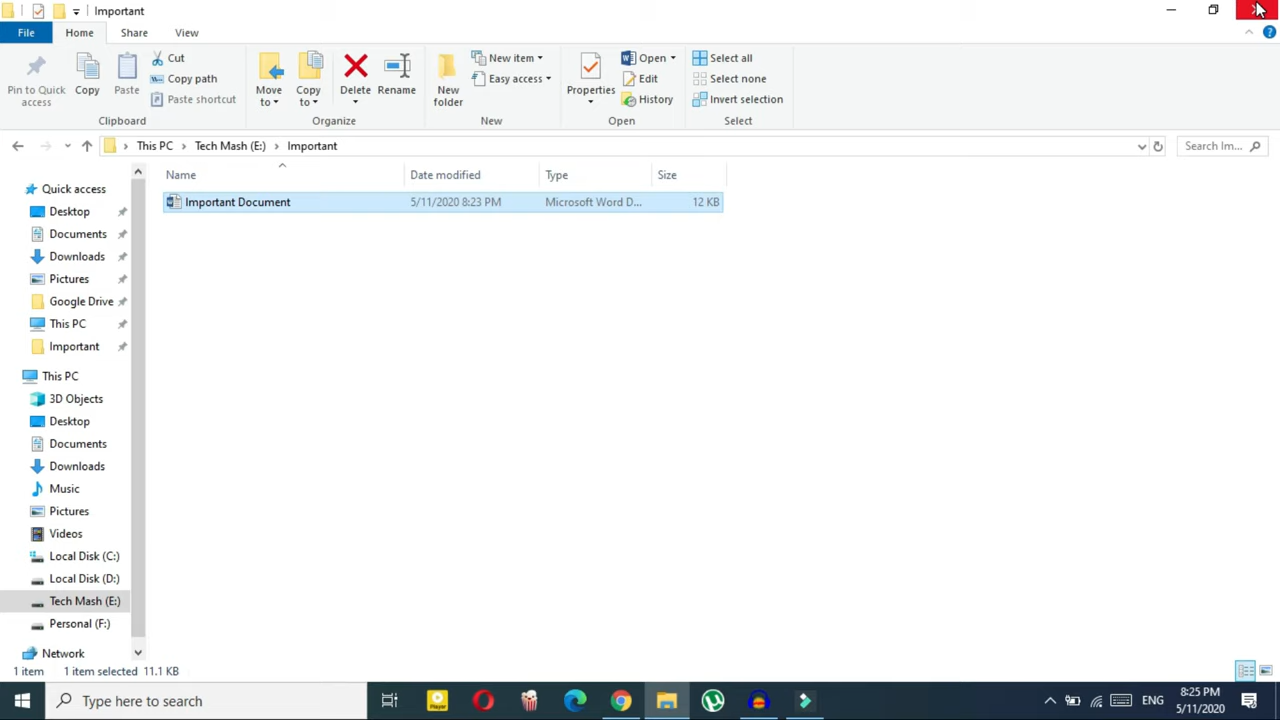 Important
File Home Share View
Pin to Quick access
Copy
Paste
Cut
Copy path
Paste shortcut
Clipboard
Move to
Copy to
Delete
Rename
Organize
New folder
New item
Easy access
New
Properties
Open
Edit
History
Open
Select all
Select none
Invert selection
Select
This PC Tech Mash (E:) Important
Search Im...
Name Date modified Type Size
Important Document 5/11/2020 8:23 PM Microsoft Word D... 12 KB
Quick access
Desktop
Documents
Downloads
Pictures
Google Drive
This PC
Important
This PC
3D Objects
Desktop
Documents
Downloads
Music
Pictures
Videos
Local Disk (C:)
Local Disk (D:)
Tech Mash (E:)
Personal (F:)
Network
1 item 1 item selected 11.1 KB
Type here to search
Player
ENG
8:25 PM
5/11/2020